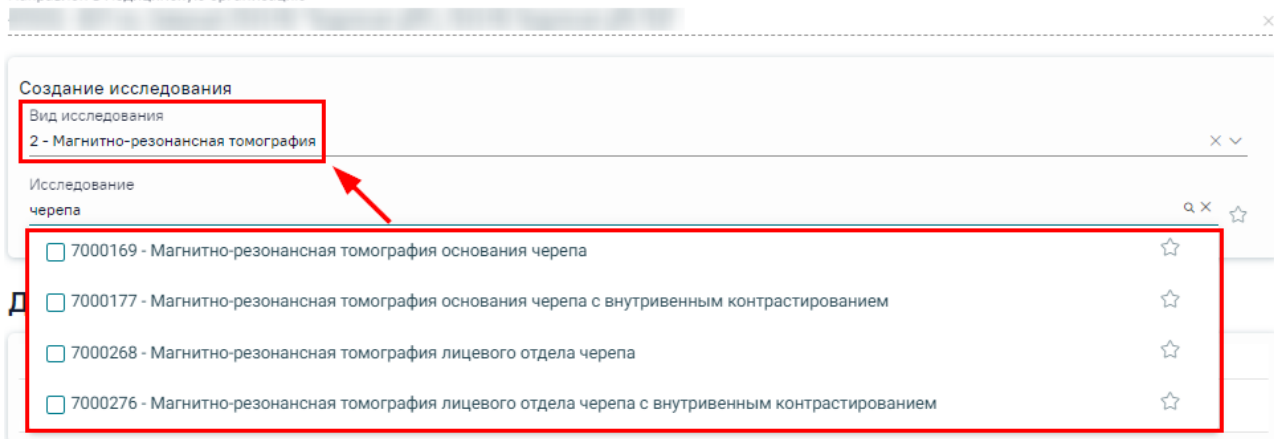 Создание исследования
Вид исследования
2 - Магнитно-резонансная томография
Исследование
черепа
7000169 - Магнитно-резонансная томография основания черепа
7000177 - Магнитно-резонансная томография основания черепа с внутривенным контрастированием
Д
7000268 - Магнитно-резонансная томография лицевого отдела черепа
7000276 - Магнитно-резонансная томография лицевого отдела черепа с внутривенным контрастированием